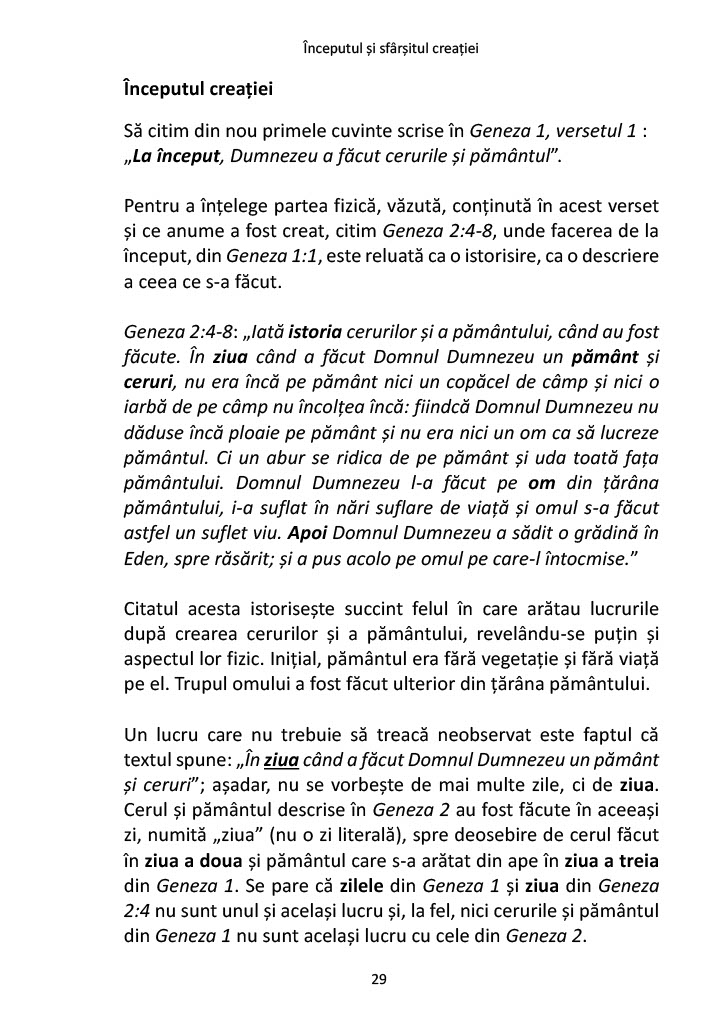 Începutul și sfârșitul creației
Începutul creației
Să citim din nou primele cuvinte scrise în Geneza 1, versetul 1 :
„La început, Dumnezeu a făcut cerurile și pământul”.
Pentru a înțelege partea fizică, văzută, conținută în acest verset
și ce anume a fost creat, citim Geneza 2:4-8, unde facerea de la
început, din Geneza 1:1, este reluată ca o istorisire, ca o descriere
a ceea ce s-a făcut.
Geneza 2:4-8: „Iată istoria cerurilor și a pământului, când au fost
făcute. În ziua când a făcut Domnul Dumnezeu un pământ și
ceruri, nu era încă pe pământ nici un copăcel de câmp și nici o
iarbă de pe câmp nu încolțea încă: fiindcă Domnul Dumnezeu nu
dăduse încă ploaie pe pământ și nu era nici un om ca să lucreze
pământul. Ci un abur se ridica de pe pământ și uda toată fața
pământului. Domnul Dumnezeu l-a făcut pe om din țărâna
pământului, i-a suflat în nări suflare de viață și omul s-a făcut
astfel un suflet viu. Apoi Domnul Dumnezeu a sădit o grădină în
Eden, spre răsărit; și a pus acolo pe omul pe care-l întocmise.”
Citatul acesta istorisește succint felul în care arătau lucrurile
după crearea cerurilor și a pământului, revelându-se puțin și
aspectul lor fizic. Inițial, pământul era fără vegetație și fără viață
pe el. Trupul omului a fost făcut ulterior din țărâna pământului.
Un lucru care nu trebuie să treacă neobservat este faptul că
textul spune: „În ziua când a făcut Domnul Dumnezeu un pământ
și ceruri”; așadar, nu se vorbește de mai multe zile, ci de ziua.
Cerul și pământul descrise în Geneza 2 au fost făcute în aceeași
zi, numită „ziua” (nu o zi literală), spre deosebire de cerul făcut
în ziua a doua și pământul care s-a arătat din ape în ziua a treia
din Geneza 1. Se pare că zilele din Geneza 1 și ziua din Geneza
2:4 nu sunt unul și același lucru și, la fel, nici cerurile și pământul
din Geneza 1 nu sunt același lucru cu cele din Geneza 2.
29